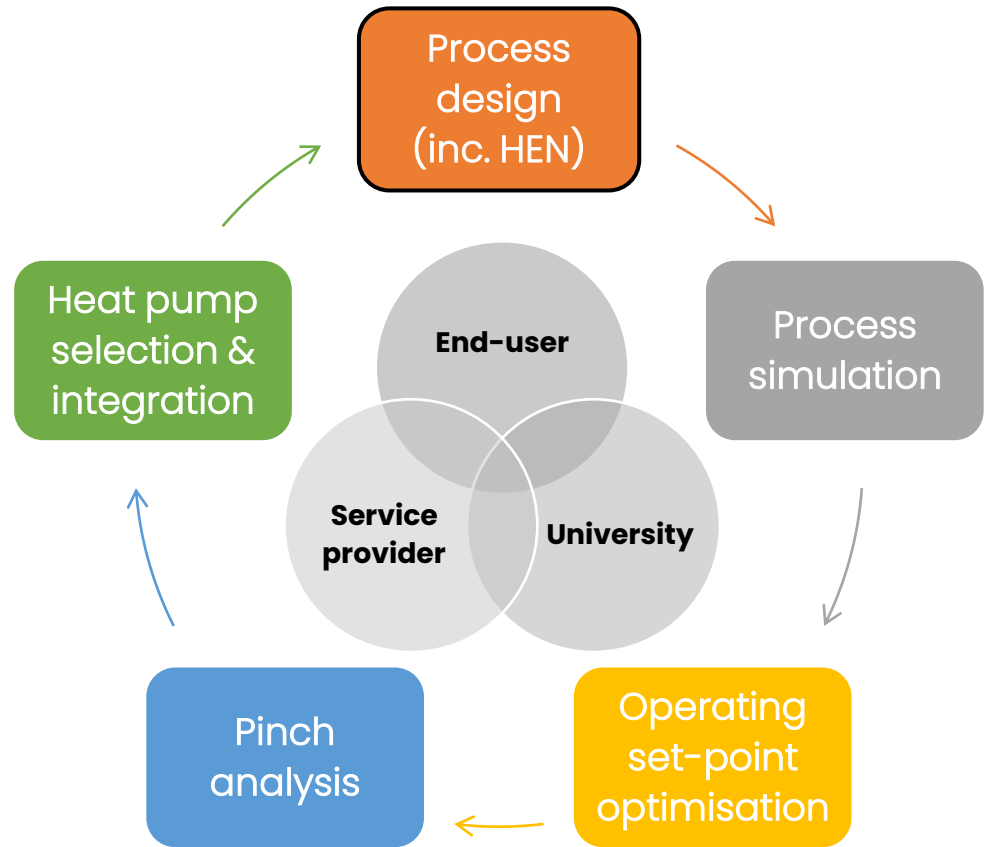 Process
design
(inc. HEN)
Heat pump
selection &
integration
Process
simulation
End-user
Service
provider
University
Pinch
analysis
Operating
set-point
optimisation